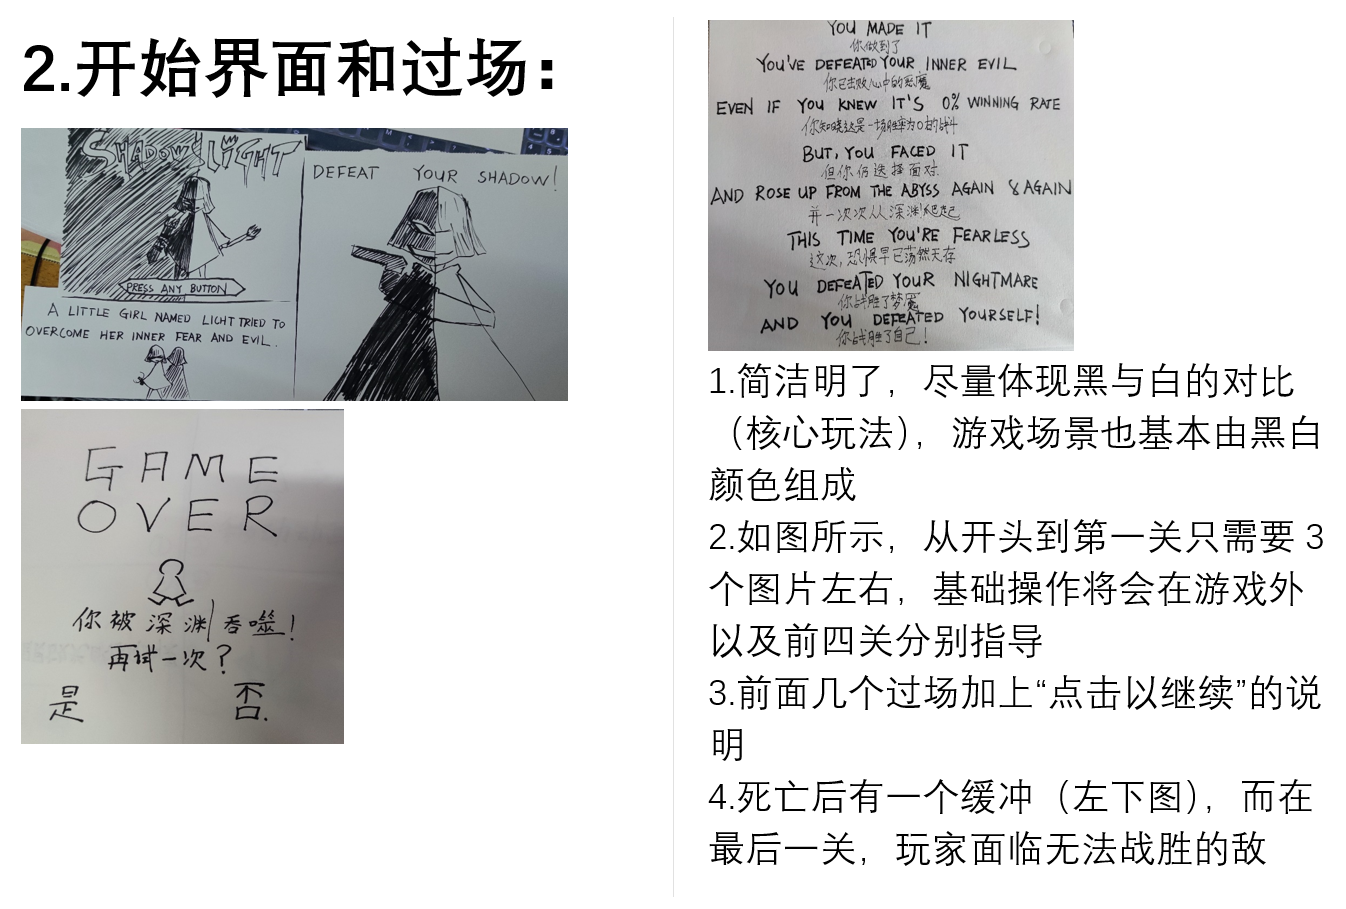 2.开始界面和过场：
SHADOW LIGHT
PRESS ANY BUTTON
A LITTLE GIRL NAMED LICHT TRIED TO
OVERCOME HER INNER FEAR AND EVIL.
DEFEAT YOUR SHADOW!
GAME
OVER
你被深渊吞噬!
再试一次?
是 否.
YOU MADE IT
你做到了
YOU'VE DEFEATED YOUR INNER EVIL
你已击败心中的恶魔
EVEN IF YOU KNEW IT'S 0% WINNING RATE
你知晓这是一场胜率为0的战斗
BUT, YOU FACED IT
但你仍选择面对
AND ROSE UP FROM THE ABYSS AGAIN & AGAIN
并一次次从深渊爬起
THIS TIME YOU'RE FEARLESS
这次,恐惧早已荡然无存
YOU DEFEATED YOUR NIGHTMARE
你战胜了梦魇
AND YOU DEFEATED YOURSELF!
你战胜了自己!
1.简洁明了，尽量体现黑与白的对比
（核心玩法），游戏场景也基本由黑白
颜色组成
2.如图所示，从开头到第一关只需要 3
个图片左右，基础操作将会在游戏外
以及前四关分别指导
3.前面几个过场加上“点击以继续”的说
明
4.死亡后有一个缓冲（左下图），而在
最后一关，玩家面临无法战胜的敌